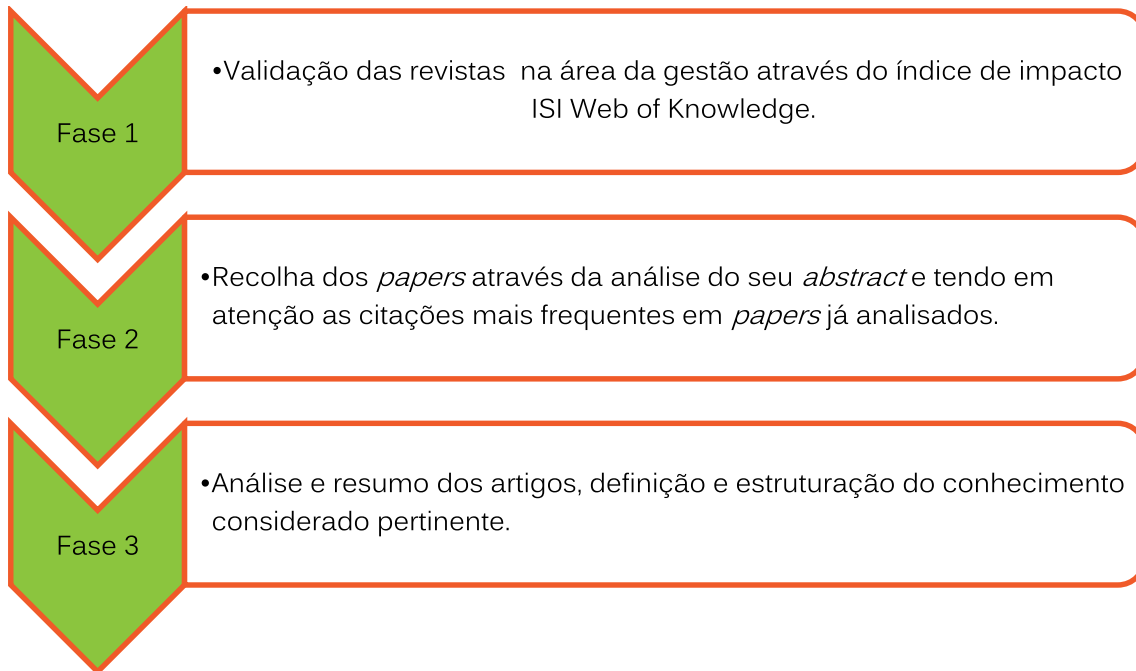 Fase 1
•Validação das revistas na área da gestão através do índice de impacto
ISI Web of Knowledge.
Fase 2
•Recolha dos papers através da análise do seu abstract e tendo em
atenção as citações mais frequentes em papers já analisados.
Fase 3
•Análise e resumo dos artigos, definição e estruturação do conhecimento
considerado pertinente.